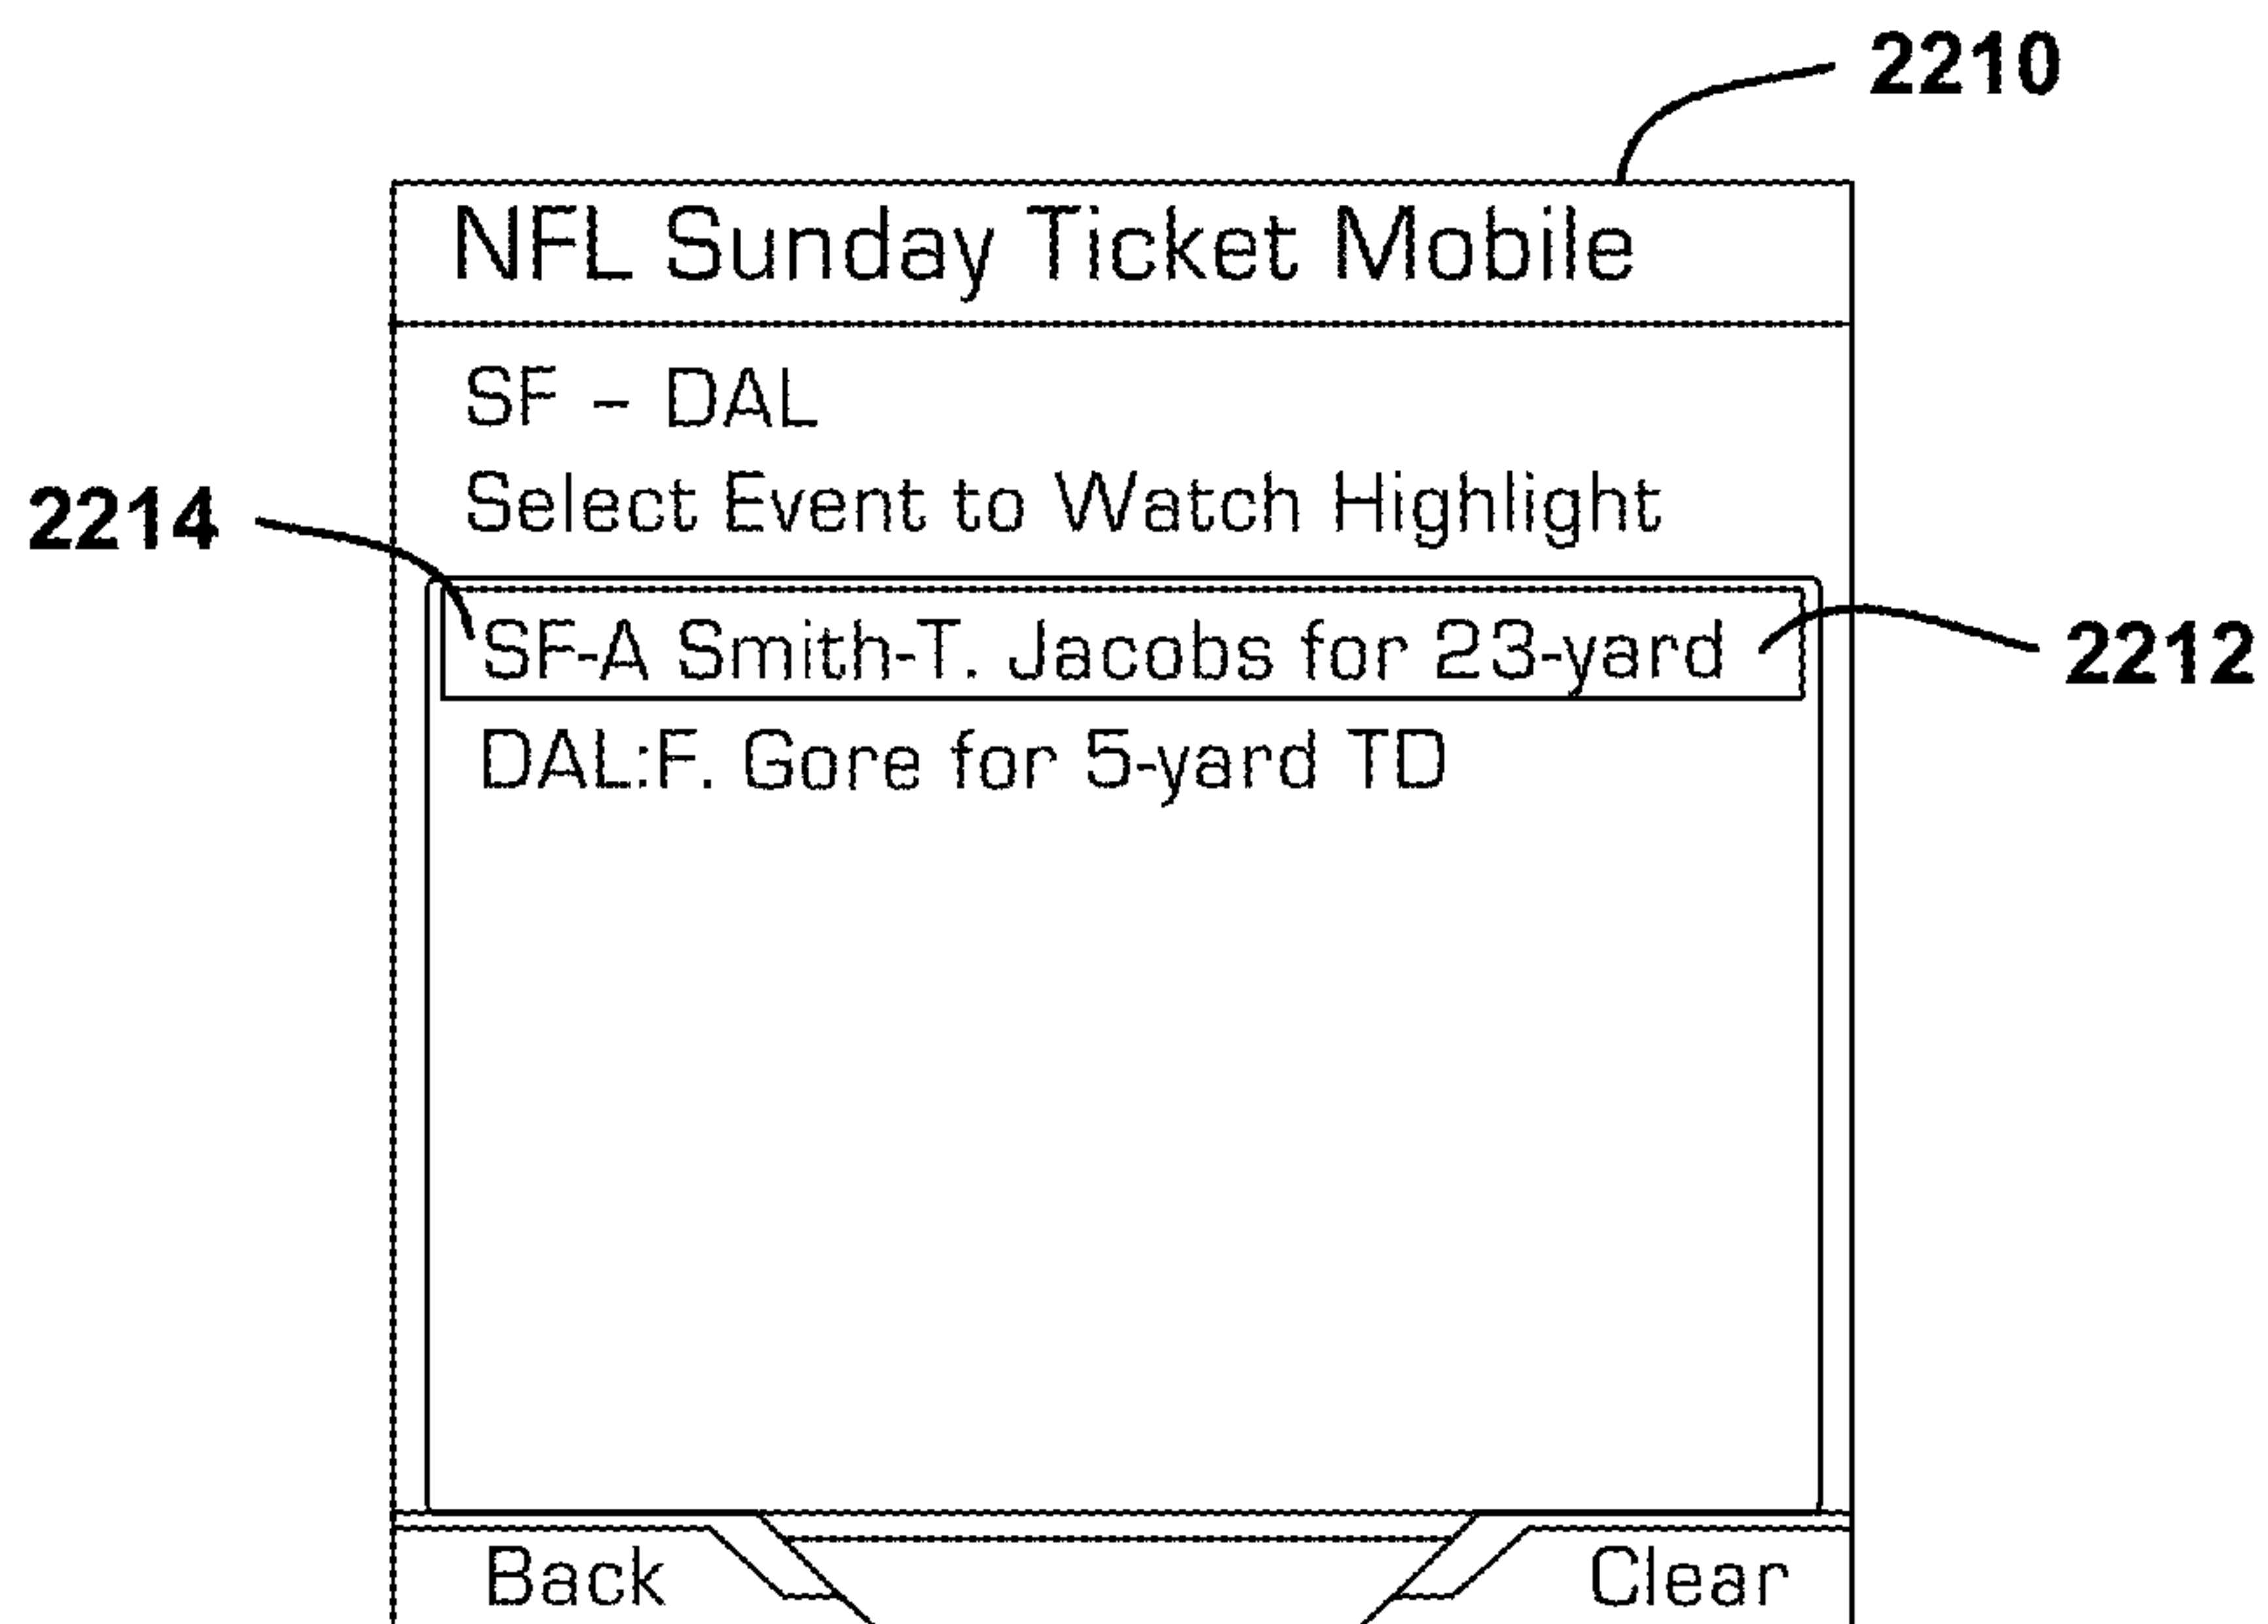 2210
NFL Sunday Ticket Mobile
SF – DAL
Select Event to Watch Highlight
2214
SF-A Smith-T. Jacobs for 23-yard
2212
DAL:F. Gore for 5-yard TD
Back
Clear